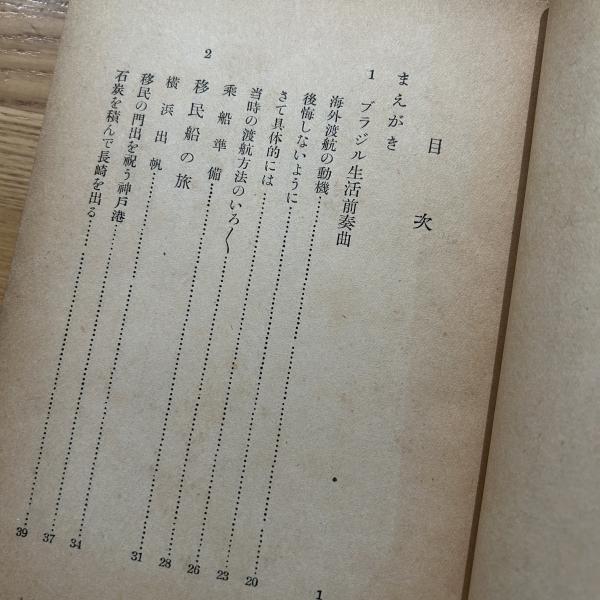 目次
まえがき
1 ブラジル生活前奏曲
海外渡航の動機……20
後悔しないように……23
さて具体的には……26
当時の渡航方法のいろ〱……28
乗船準備……31
2 移民船の旅
横浜出帆……34
移民の門出を祝う神戸港……37
石炭を積んで長崎を出る……39
1